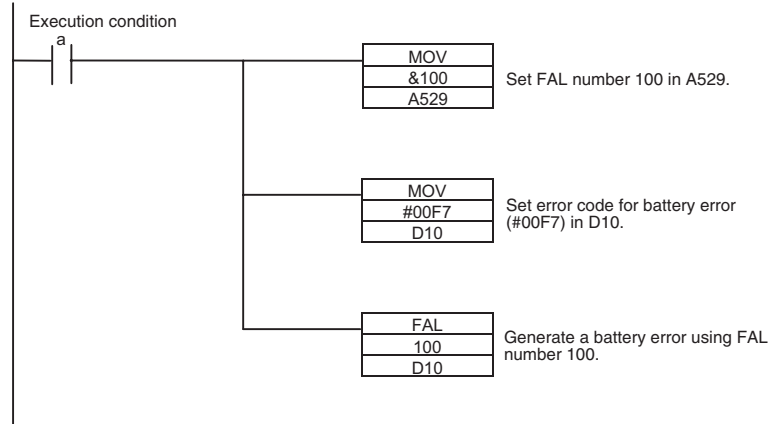 Execution condition
a
MOV
&100
A529
Set FAL number 100 in A529.
MOV
#00F7
D10
Set error code for battery error
(#00F7) in D10.
FAL
100
D10
Generate a battery error using FAL
number 100.